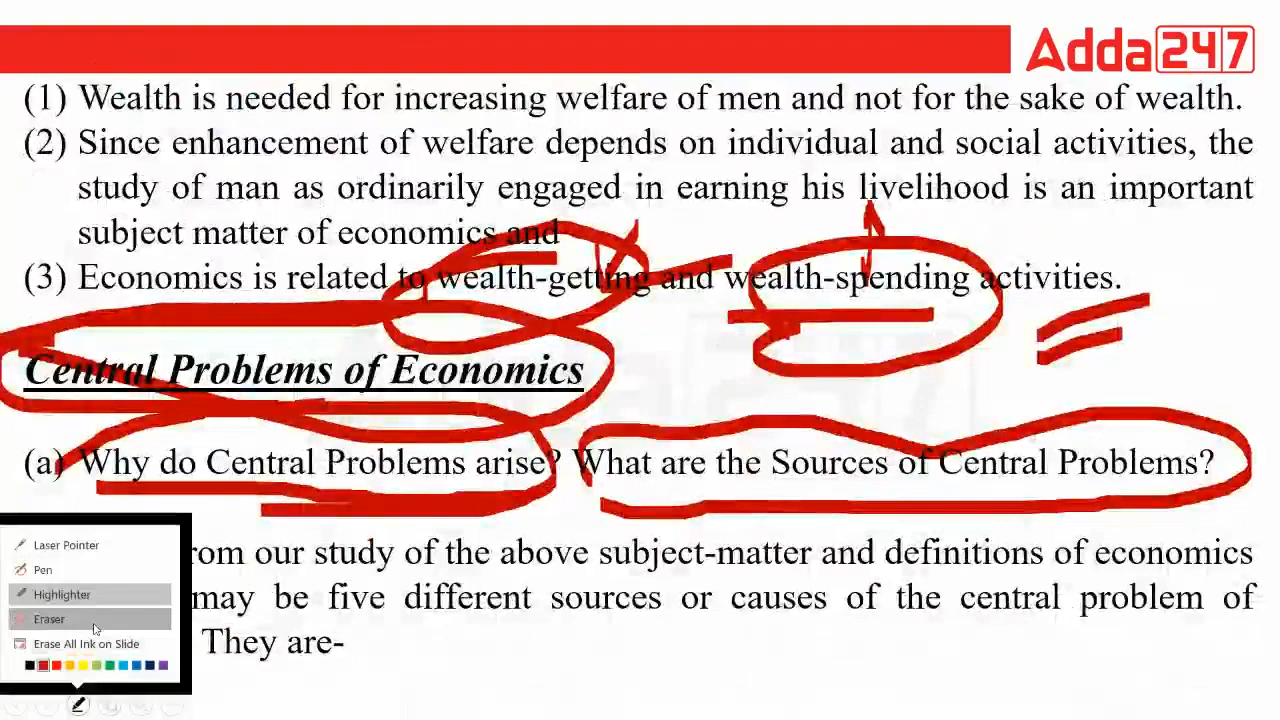 Adda247
(1) Wealth is needed for increasing welfare of men and not for the sake of wealth.
(2) Since enhancement of welfare depends on individual and social activities, the
study of man as ordinarily engaged in earning his livelihood is an important
subject matter of economics and
(3) Economics is related to wealth-getting and wealth-spending activities.
Central Problems of Economics
(a) Why do Central Problems arise? What are the Sources of Central Problems?
rom our study of the above subject-matter and definitions of economics
may be five different sources or causes of the central problem of
They are-
Laser Pointer
Pen
Highlighter
Eraser
Erase All Ink on Slide